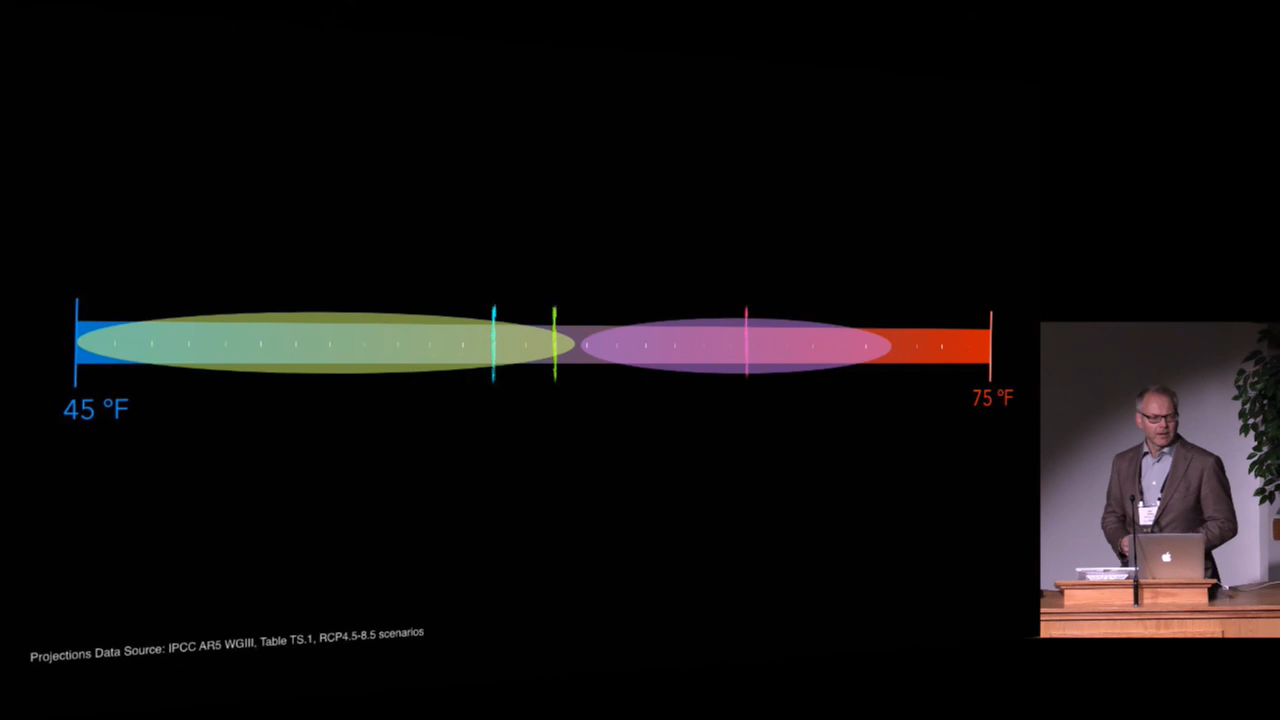 45 °F
75 °F
Projections Data Source: IPCC AR5 WGIII, Table TS.1, RCP4.5-8.5 scenarios